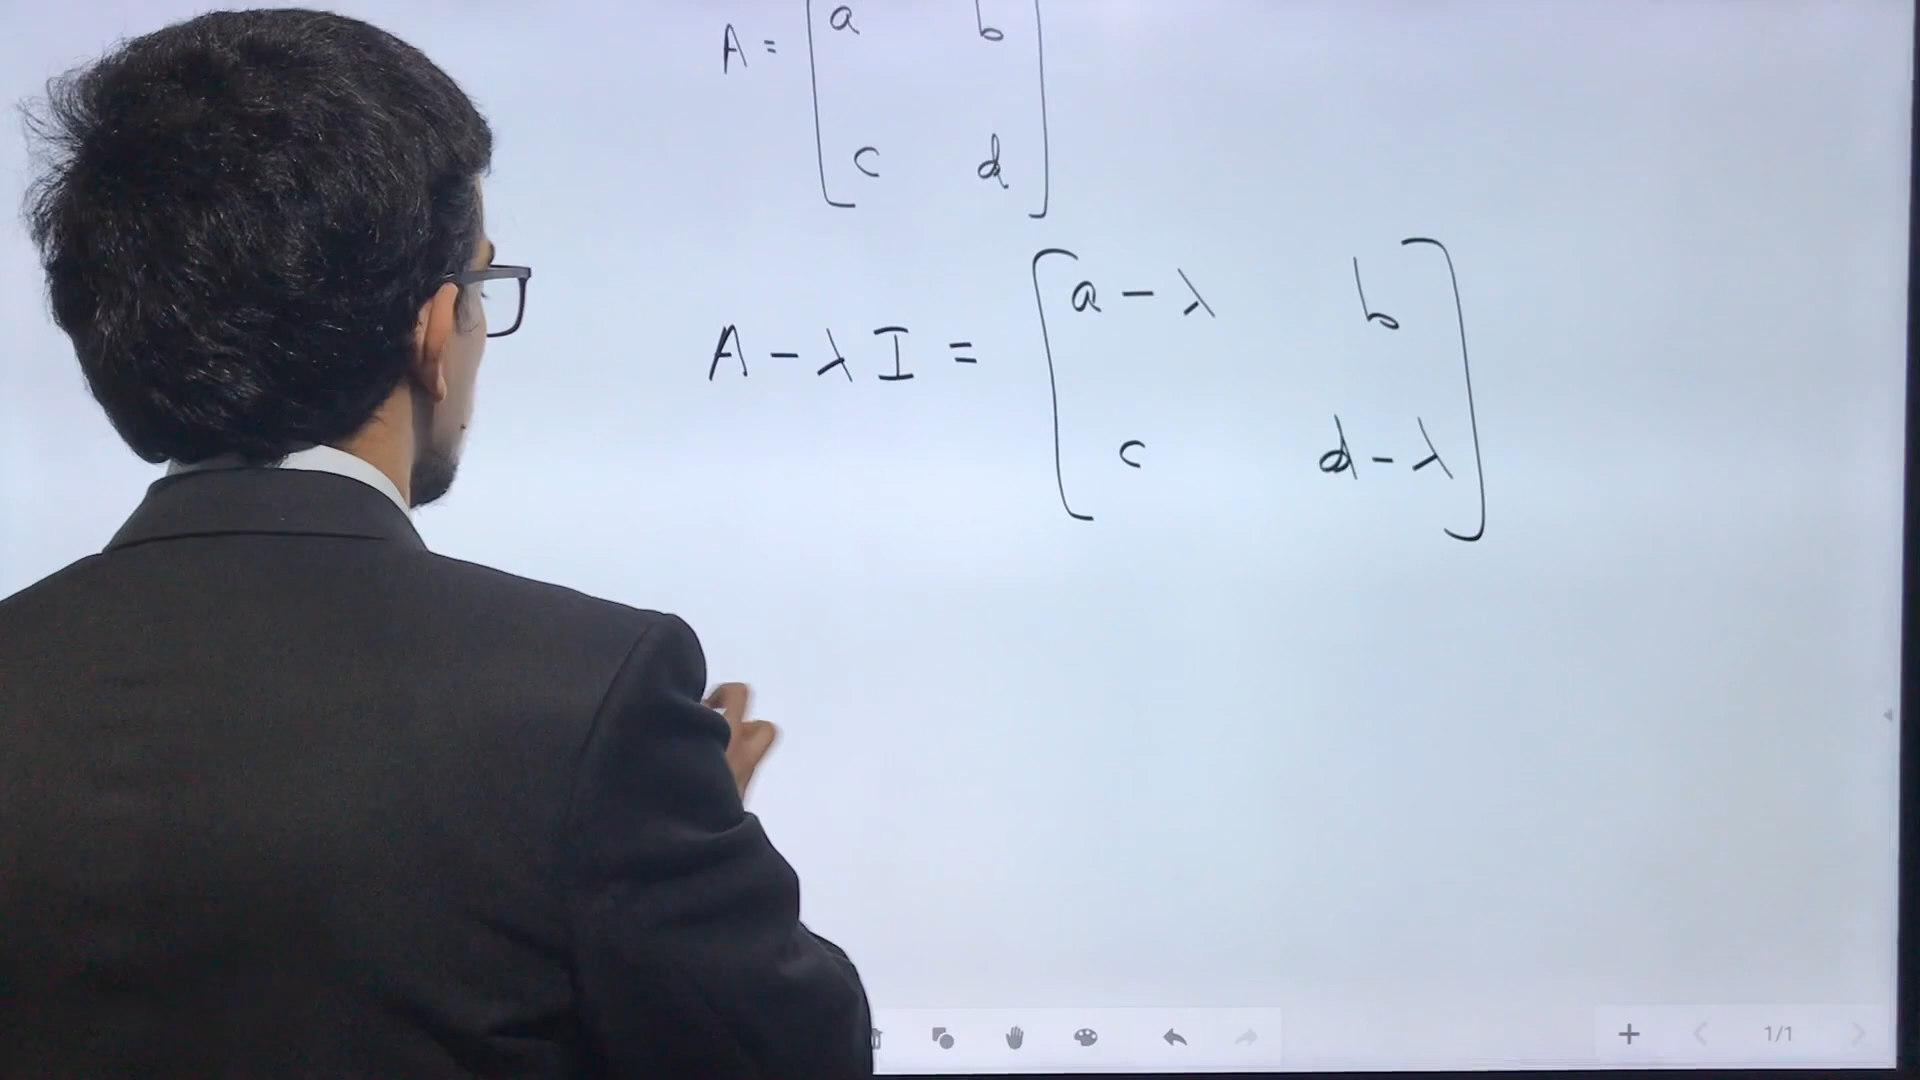 A = [ a b
c d ]
A - λ I = [ a - λ b
c d - λ ]
1/1